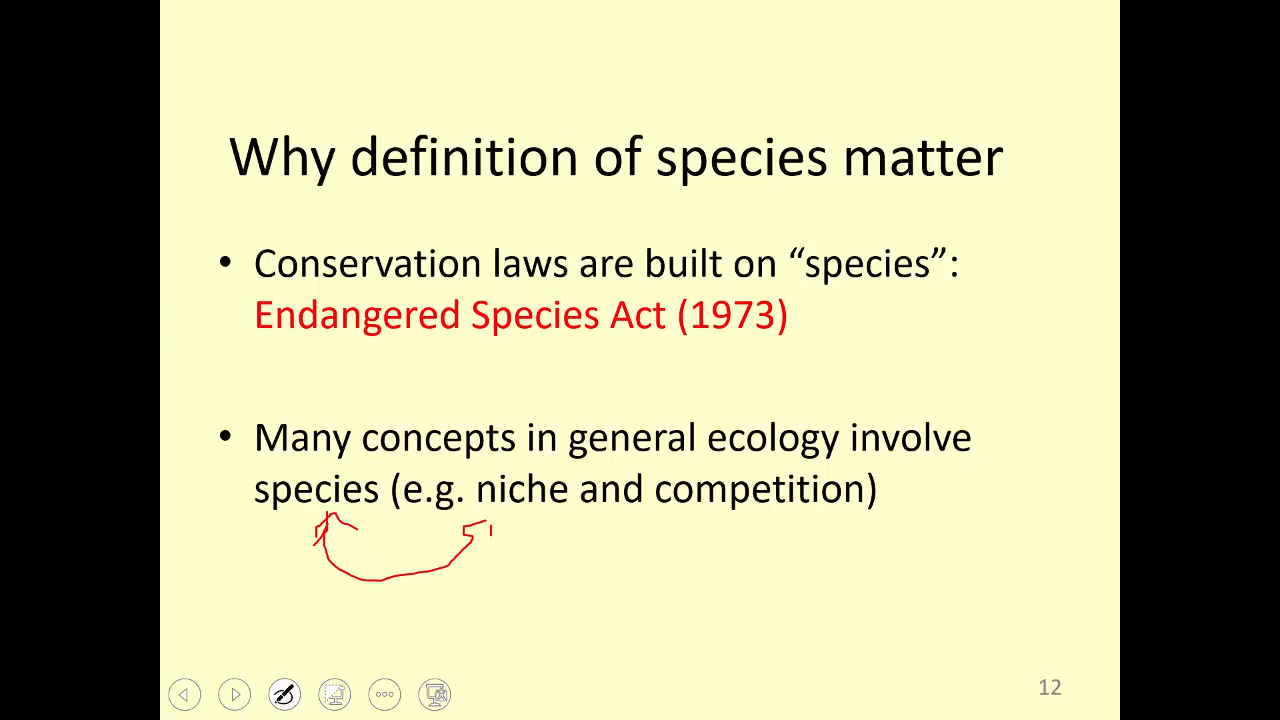 Why definition of species matter
• Conservation laws are built on “species”:
Endangered Species Act (1973)
• Many concepts in general ecology involve
species (e.g. niche and competition)
12